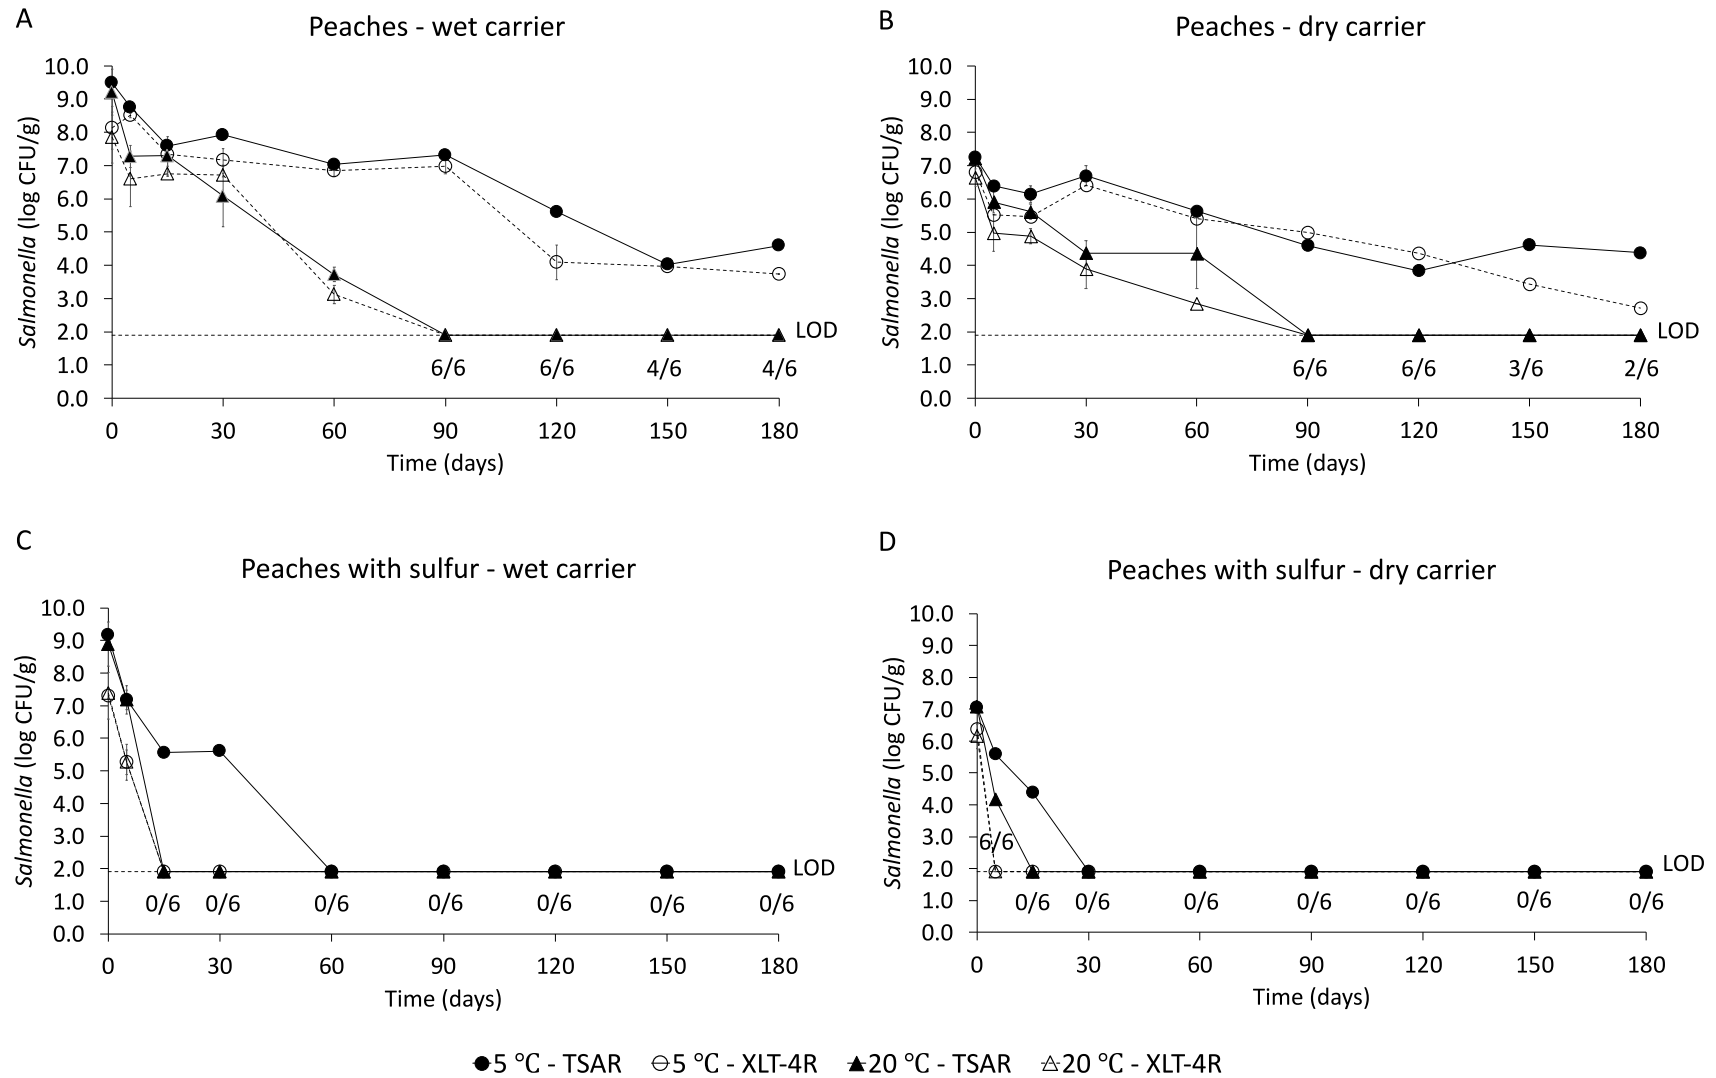 A
Peaches - wet carrier
10.0
9.0
8.0
7.0
6.0
5.0
4.0
3.0
2.0
1.0
0.0
Salmonella (log CFU/g)
LOD
6/6 6/6 4/6 4/6
0 30 60 90 120 150 180
Time (days)
B
Peaches - dry carrier
10.0
9.0
8.0
7.0
6.0
5.0
4.0
3.0
2.0
1.0
0.0
Salmonella (log CFU/g)
LOD
6/6 6/6 3/6 2/6
0 30 60 90 120 150 180
Time (days)
C
Peaches with sulfur - wet carrier
10.0
9.0
8.0
7.0
6.0
5.0
4.0
3.0
2.0
1.0
0.0
Salmonella (log CFU/g)
LOD
0/6 0/6 0/6 0/6 0/6 0/6 0/6
0 30 60 90 120 150 180
Time (days)
D
Peaches with sulfur - dry carrier
10.0
9.0
8.0
7.0
6.0
5.0
4.0
3.0
2.0
1.0
0.0
Salmonella (log CFU/g)
6/6
LOD
0/6 0/6 0/6 0/6 0/6 0/6 0/6
0 30 60 90 120 150 180
Time (days)
5 °C - TSAR 5 °C - XLT-4R 20 °C - TSAR 20 °C - XLT-4R